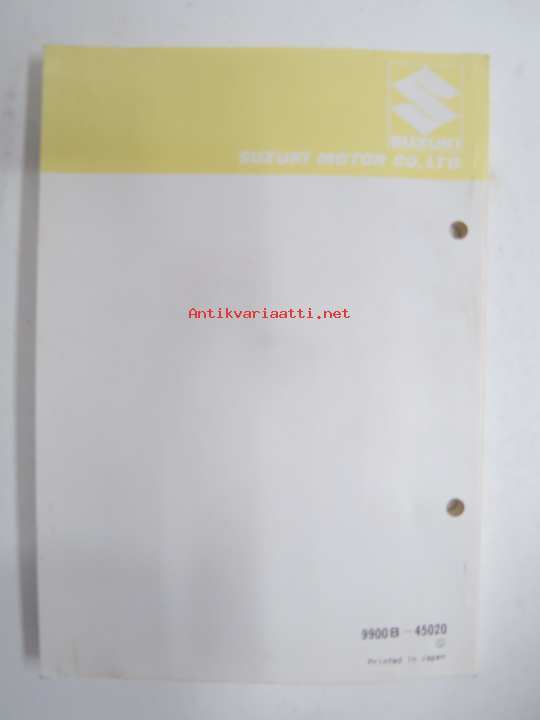 SUZUKI
SUZUKI MOTOR CO.,LTD.
Antikvariaatti.net
9900B-45020
Printed in Japan